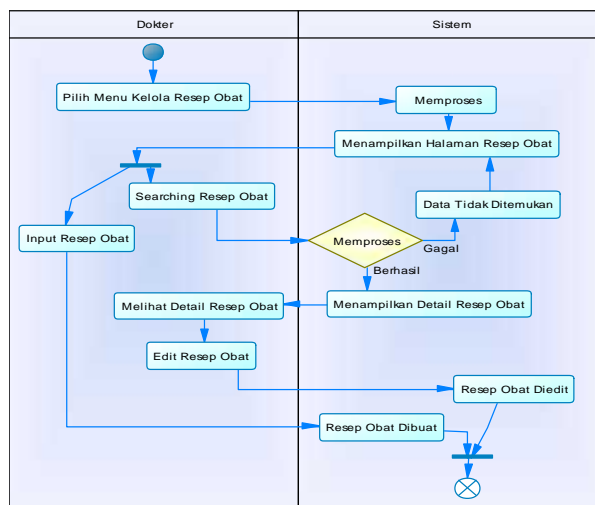 Dokter
Sistem
Pilih Menu Kelola Resep Obat
Memproses
Menampilkan Halaman Resep Obat
Searching Resep Obat
Data Tidak Ditemukan
Input Resep Obat
Memproses
Gagal
Berhasil
Melihat Detail Resep Obat
Menampilkan Detail Resep Obat
Edit Resep Obat
Resep Obat Diedit
Resep Obat Dibuat